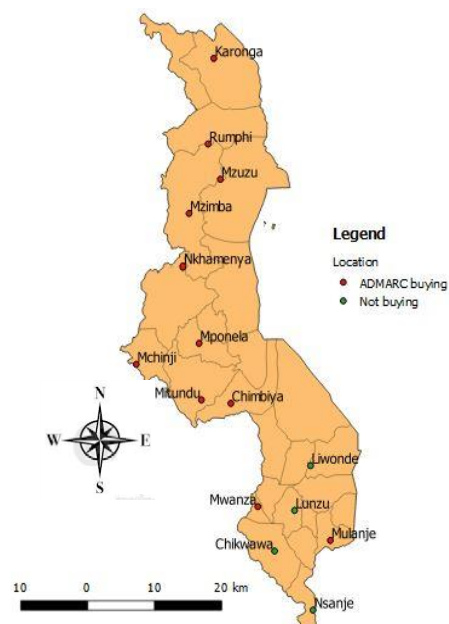 Karonga
Rumphi
Mzuzu
Mzimba
Legend
Location
ADMARC buying
Not buying
Nkhamenya
Mponela
Mchinji
Mitundu
Chimbiya
N
W E
S
Liwonde
Mwanza
Lunzu
Mulanje
Chikwawa
10 0 10 20 km
Nsanje